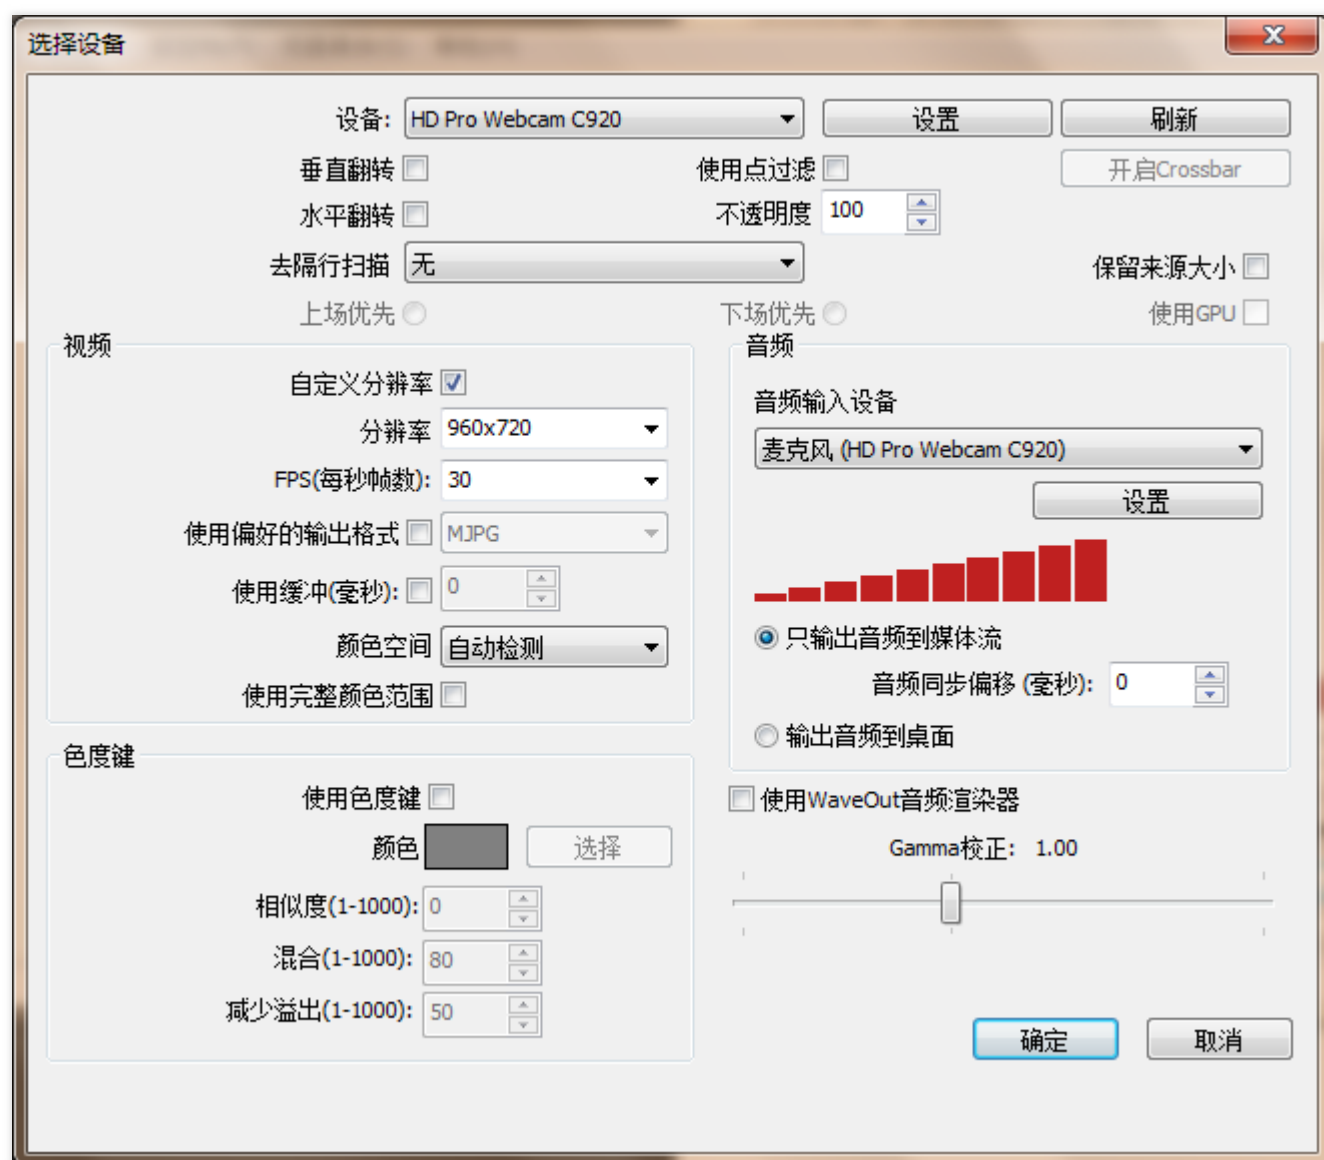 选择设备
设备: HD Pro Webcam C920 设置 刷新
垂直翻转 使用点过滤 开启Crossbar
水平翻转 不透明度 100
去隔行扫描 无 保留来源大小
上场优先 下场优先 使用GPU
视频
自定义分辨率
分辨率 960x720
FPS(每秒帧数): 30
使用偏好的输出格式 MJPG
使用缓冲(毫秒): 0
颜色空间 自动检测
使用完整颜色范围
音频
音频输入设备
麦克风 (HD Pro Webcam C920)
设置
只输出音频到媒体流
音频同步偏移 (毫秒): 0
输出音频到桌面
色度键
使用色度键
颜色 选择
相似度(1-1000): 0
混合(1-1000): 80
减少溢出(1-1000): 50
使用WaveOut音频渲染器
Gamma校正: 1.00
确定 取消